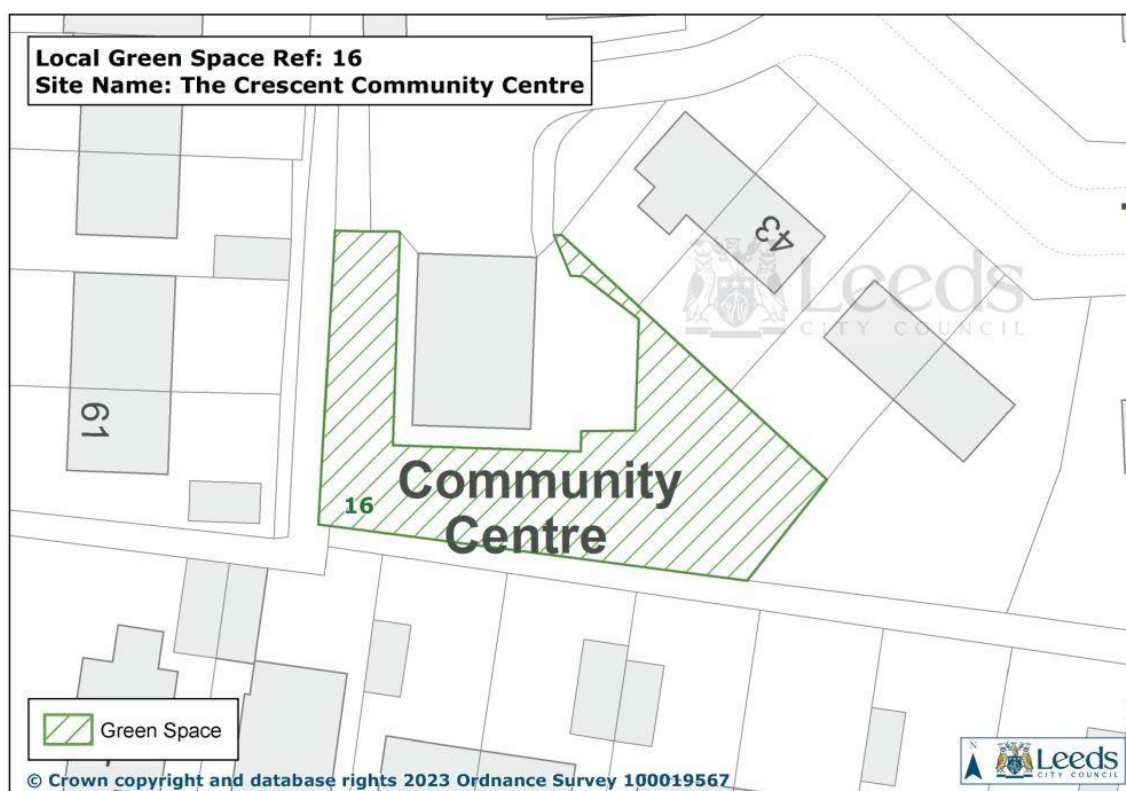 Local Green Space Ref: 16
Site Name: The Crescent Community Centre
43
Leeds
CITY COUNCIL
61
16
Community
Centre
Green Space
N
Leeds
CITY COUNCIL
© Crown copyright and database rights 2023 Ordnance Survey 100019567